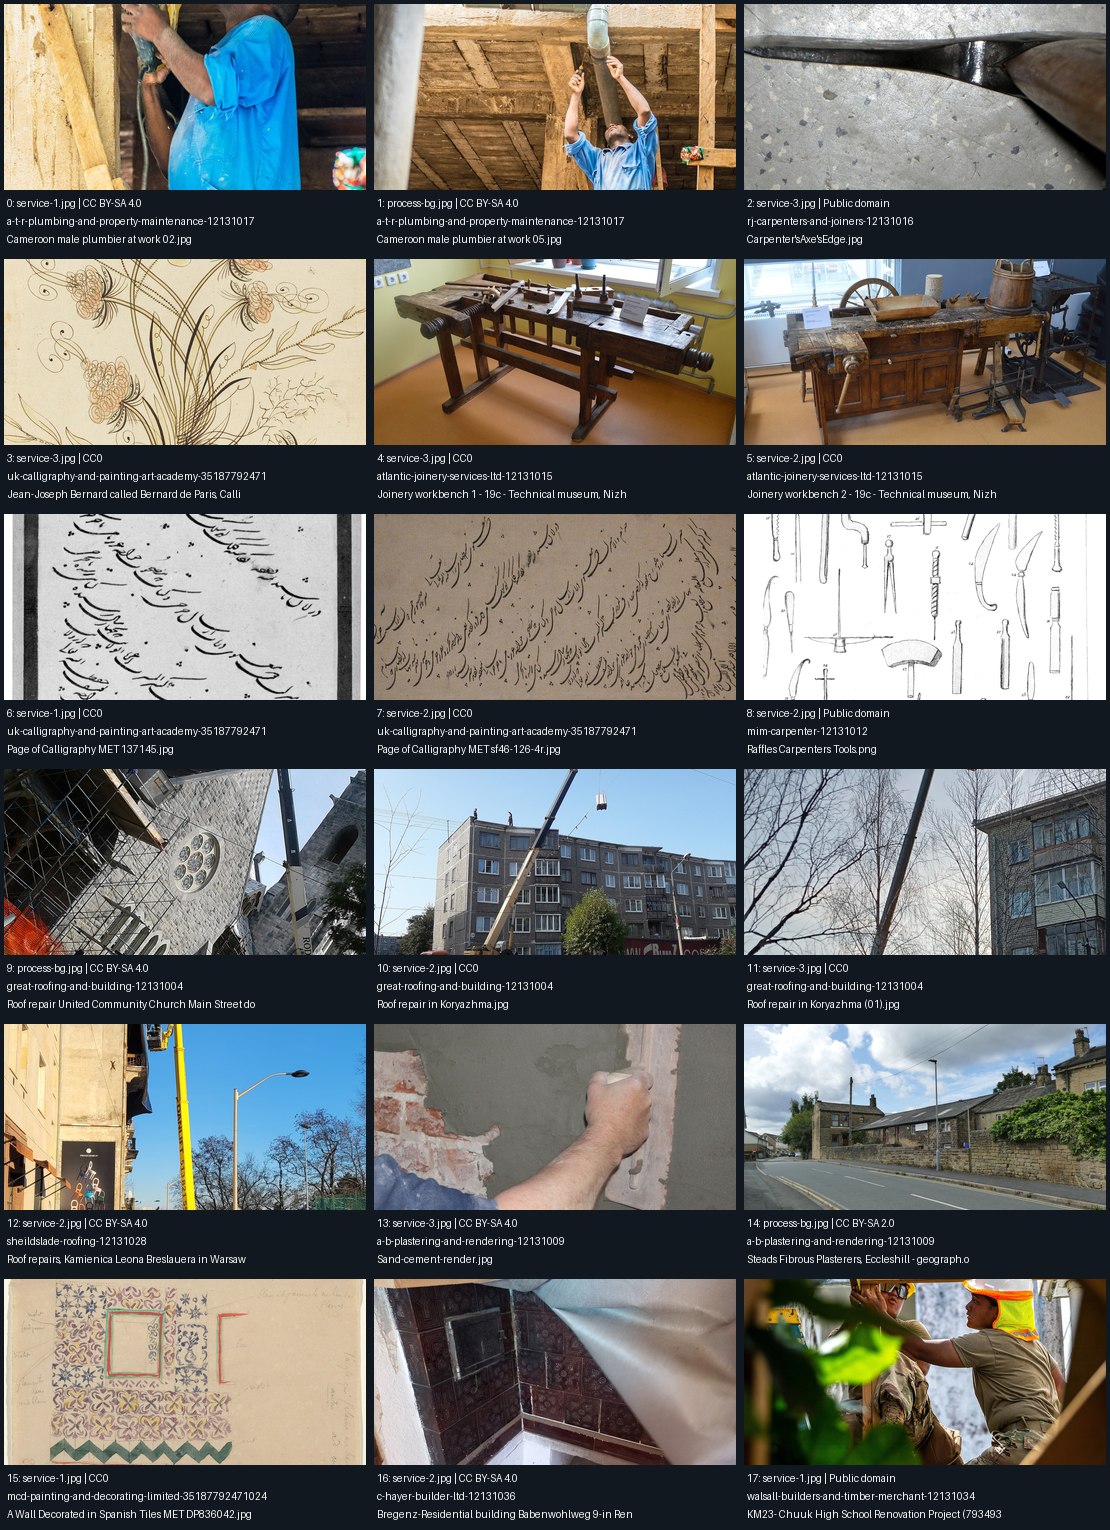 0: service-1.jpg | CC BY-SA 4.0
a-t-r-plumbing-and-property-maintenance-12131017
Cameroon male plumbier at work 02.jpg
1: process-bg.jpg | CC BY-SA 4.0
a-t-r-plumbing-and-property-maintenance-12131017
Cameroon male plumbier at work 05.jpg
2: service-3.jpg | Public domain
rj-carpenters-and-joiners-12131016
Carpenter'sAxe'sEdge.jpg
3: service-3.jpg | CC0
uk-calligraphy-and-painting-art-academy-35187792471
Jean-Joseph Bernard called Bernard de Paris, Calli
4: service-3.jpg | CC0
atlantic-joinery-services-ltd-12131015
Joinery workbench 1 - 19c - Technical museum, Nizh
5: service-2.jpg | CC0
atlantic-joinery-services-ltd-12131015
Joinery workbench 2 - 19c - Technical museum, Nizh
6: service-1.jpg | CC0
uk-calligraphy-and-painting-art-academy-35187792471
Page of Calligraphy MET 137145.jpg
7: service-2.jpg | CC0
uk-calligraphy-and-painting-art-academy-35187792471
Page of Calligraphy MET sf46-126-4r.jpg
8: service-2.jpg | Public domain
mim-carpenter-12131012
Raffles Carpenters Tools.png
9: process-bg.jpg | CC BY-SA 4.0
great-roofing-and-building-12131004
Roof repair United Community Church Main Street do
10: service-2.jpg | CC0
great-roofing-and-building-12131004
Roof repair in Koryazhma.jpg
11: service-3.jpg | CC0
great-roofing-and-building-12131004
Roof repair in Koryazhma (01).jpg
12: service-2.jpg | CC BY-SA 4.0
sheildslade-roofing-12131028
Roof repairs, Kamienica Leona Breslauera in Warsaw
13: service-3.jpg | CC BY-SA 4.0
a-b-plastering-and-rendering-12131009
Sand-cement-render.jpg
14: process-bg.jpg | CC BY-SA 2.0
a-b-plastering-and-rendering-12131009
Steads Fibrous Plasterers, Eccleshill - geograph.o
15: service-1.jpg | CC0
mcd-painting-and-decorating-limited-35187792471024
A Wall Decorated in Spanish Tiles MET DP836042.jpg
16: service-2.jpg | CC BY-SA 4.0
c-hayer-builder-ltd-12131036
Bregenz-Residential building Babenwohlweg 9-in Ren
17: service-1.jpg | Public domain
walsall-builders-and-timber-merchant-12131034
KM23- Chuuk High School Renovation Project (793493